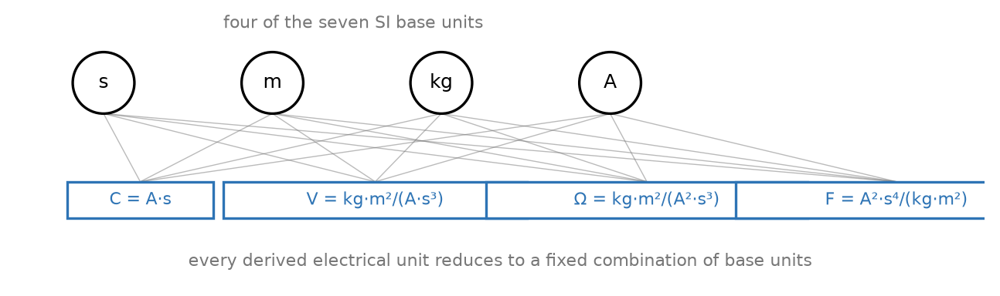 four of the seven SI base units
s
m
kg
A
C = A·s
V = kg·m²/(A·s³)
Ω = kg·m²/(A²·s³)
F = A²·s⁴/(kg·m²)
every derived electrical unit reduces to a fixed combination of base units